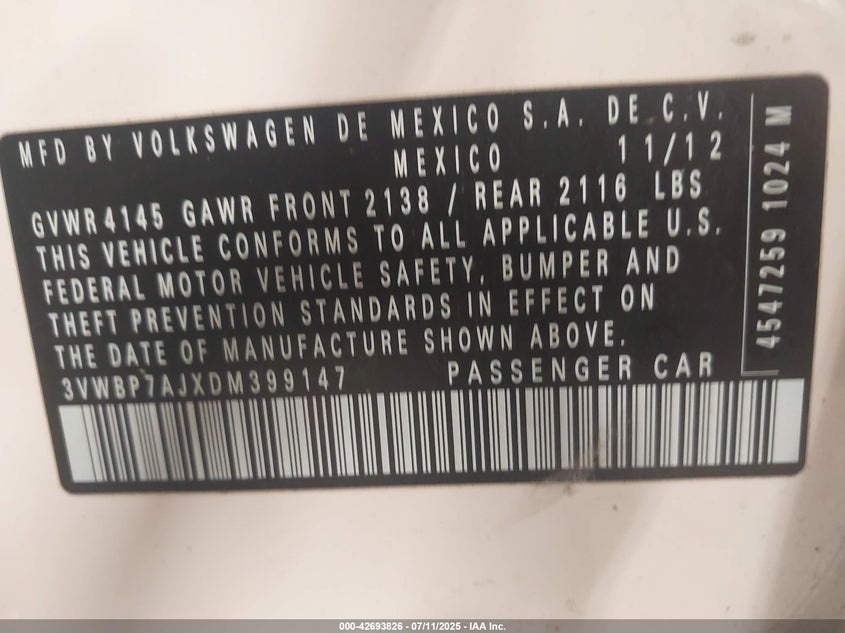 MFD BY VOLKSWAGEN DE MEXICO S.A. DE C.V.
MEXICO 11/12
GVWR4145 GAWR FRONT 2138 / REAR 2116 LBS
THIS VEHICLE CONFORMS TO ALL APPLICABLE U.S.
FEDERAL MOTOR VEHICLE SAFETY, BUMPER AND
THEFT PREVENTION STANDARDS IN EFFECT ON
THE DATE OF MANUFACTURE SHOWN ABOVE.
3VWBP7AJXDM399147 PASSENGER CAR
4547259 1024 M
000-42693826 - 07/11/2025 - IAA Inc.